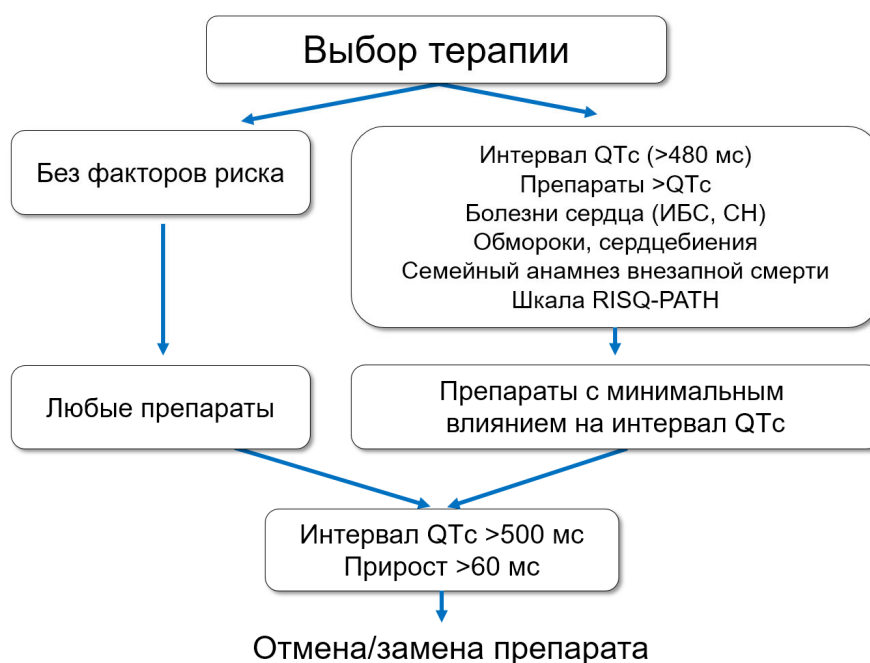 Выбор терапии
Без факторов риска
Интервал QTc (>480 мс)
Препараты >QTc
Болезни сердца (ИБС, СН)
Обмороки, сердцебиения
Семейный анамнез внезапной смерти
Шкала RISQ-PATH
Любые препараты
Препараты с минимальным
влиянием на интервал QTc
Интервал QTc >500 мс
Прирост >60 мс
Отмена/замена препарата